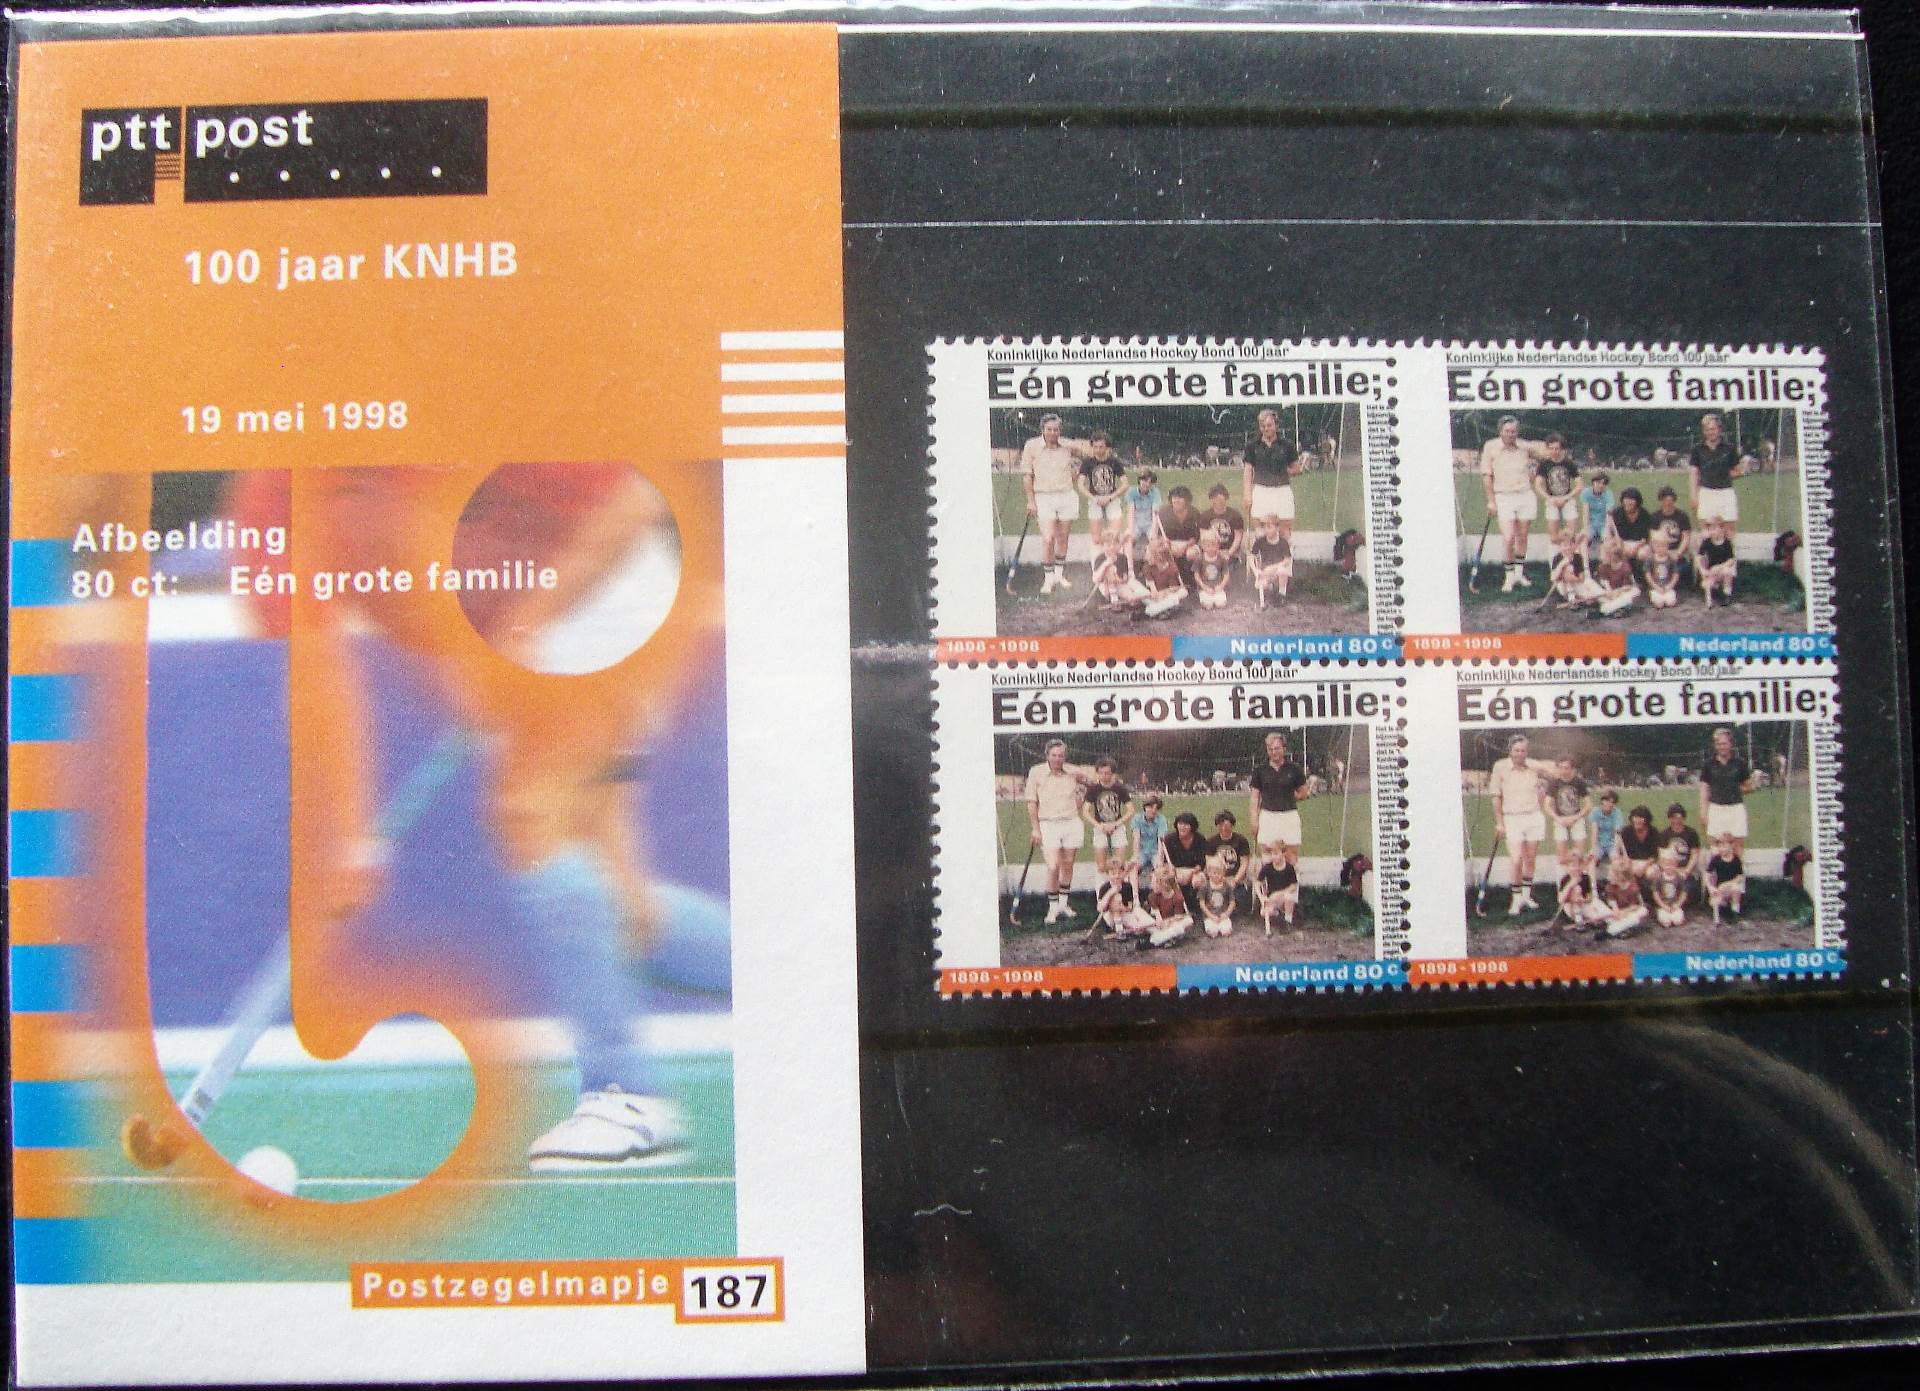 ptt post
100 jaar KNHB
19 mei 1998
Afbeelding
80 ct: Eén grote familie
Postzegelmapje 187
Koninklijke Nederlandse Hockey Bond 100 jaar
Eén grote familie;
1898-1998 Nederland 80 c
Koninklijke Nederlandse Hockey Bond 100 jaar
Eén grote familie;
1898-1998 Nederland 80 c
Koninklijke Nederlandse Hockey Bond 100 jaar
Eén grote familie;
1898-1998 Nederland 80 c
Koninklijke Nederlandse Hockey Bond 100 jaar
Eén grote familie;
1898-1998 Nederland 80 c